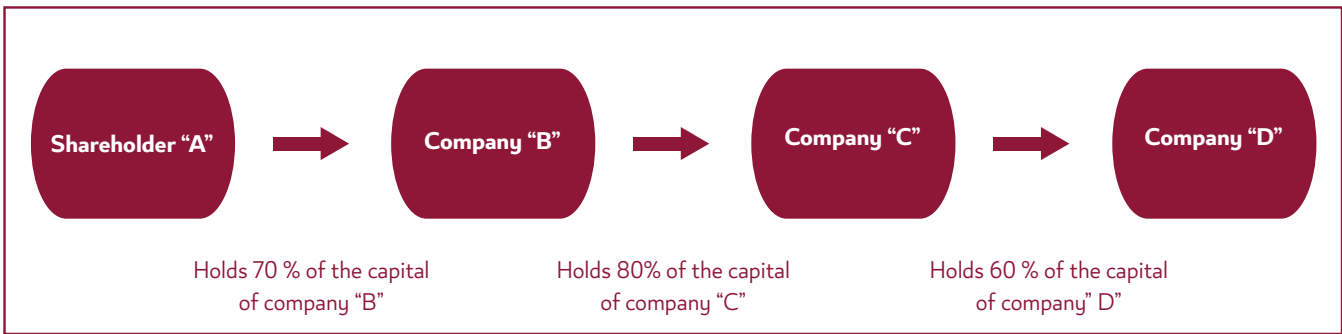 Shareholder “A”
Company “B”
Company “C”
Company “D”
Holds 70 % of the capital
of company “B”
Holds 80% of the capital
of company “C”
Holds 60 % of the capital
of company” D”